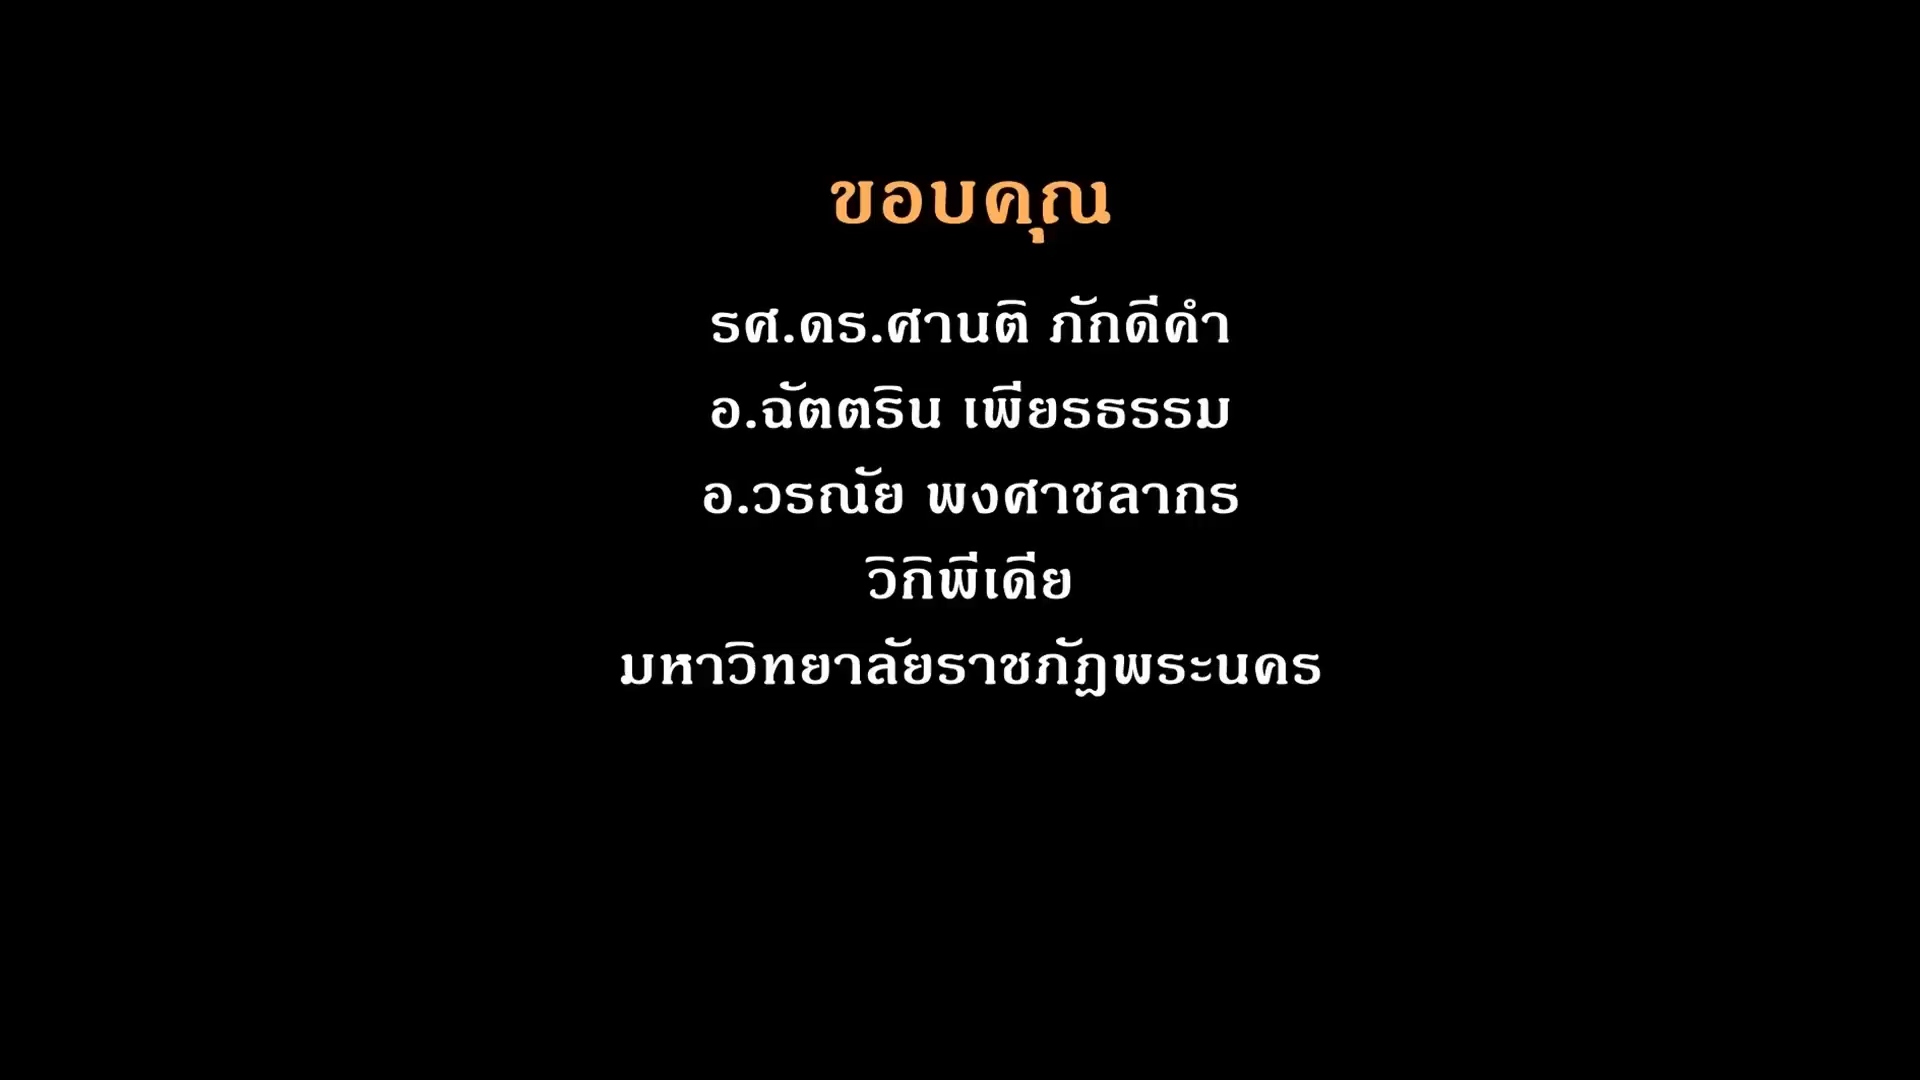 ขอบคุณ
รศ.ดร.ศานติ ภักดีคำ
อ.ฉัตตริน เพียรธรรม
อ.วรณัย พงศาชลากร
วิกิพีเดีย
มหาวิทยาลัยราชภัฏพระนคร